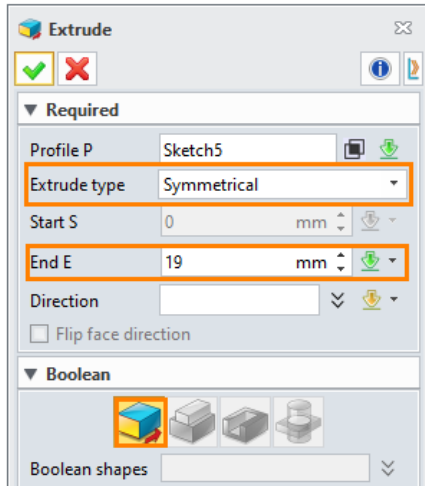 Extrude
Required
Profile P Sketch5
Extrude type Symmetrical
Start S 0 mm
End E 19 mm
Direction
Flip face direction
Boolean
Boolean shapes